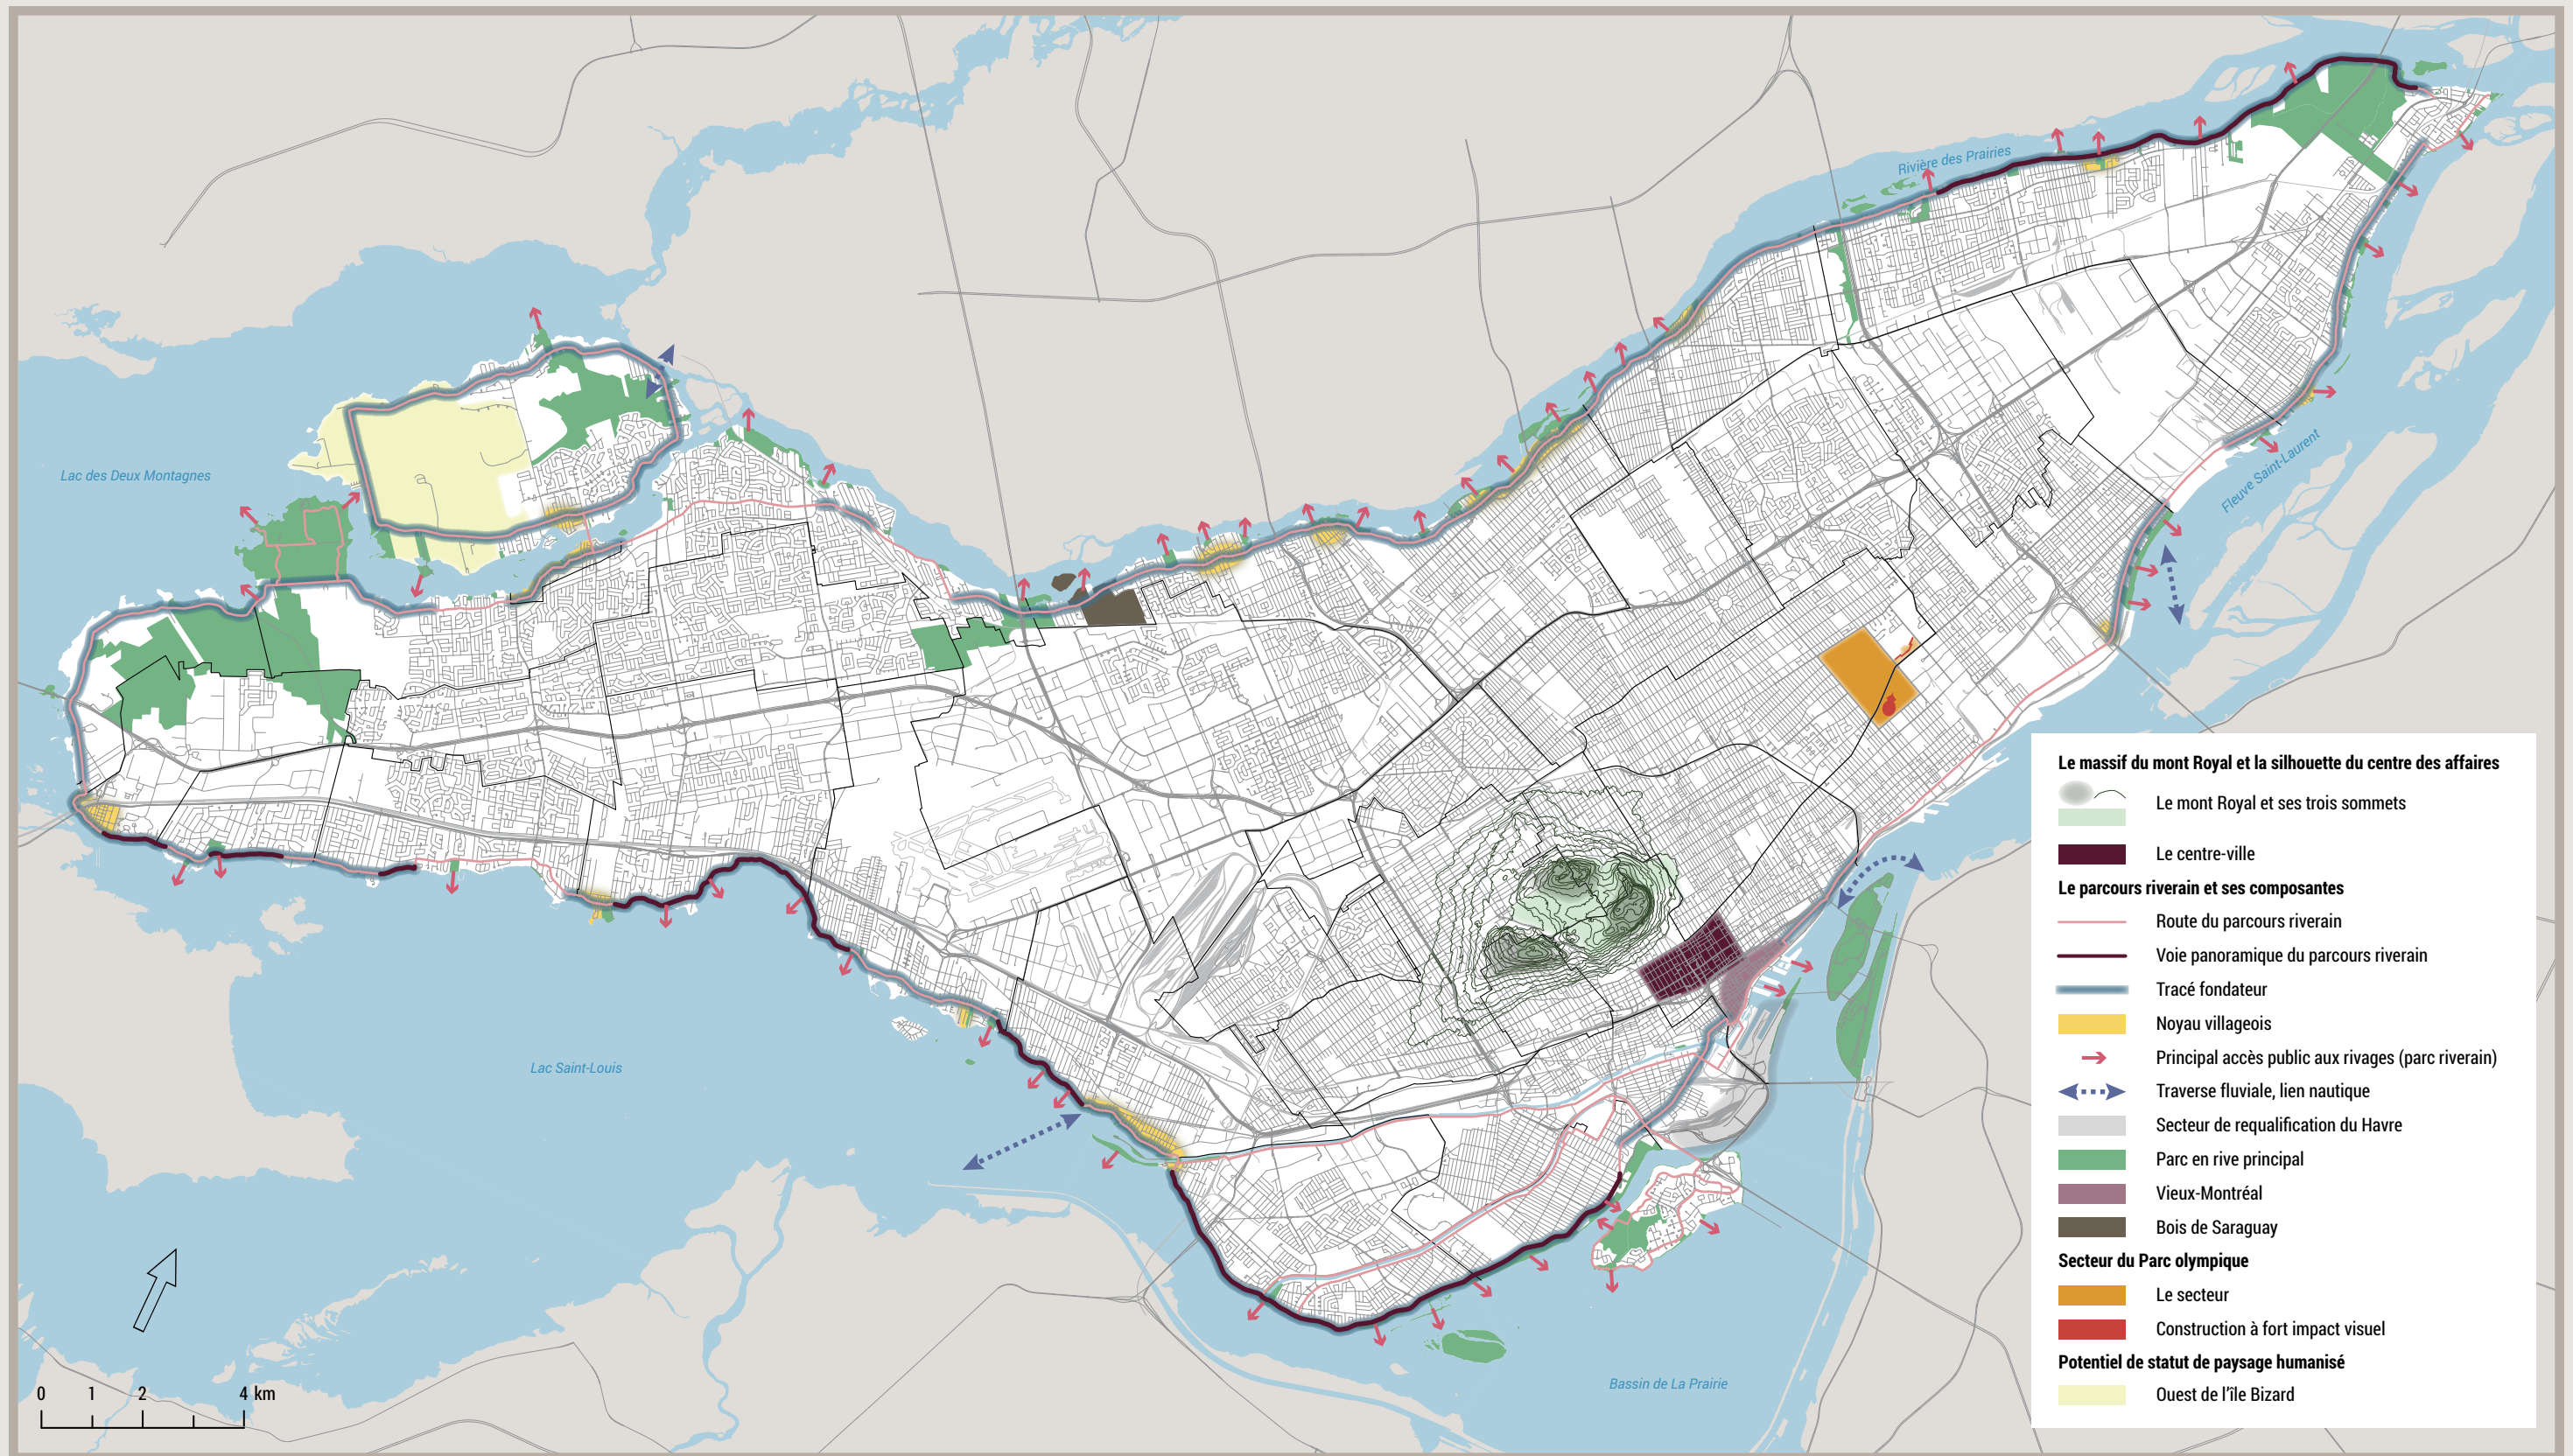 Rivière des Prairies
Lac des Deux Montagnes
Fleuve Saint-Laurent
Lac Saint-Louis
Bassin de La Prairie
0 1 2 4 km
Le massif du mont Royal et la silhouette du centre des affaires
Le mont Royal et ses trois sommets
Le centre-ville
Le parcours riverain et ses composantes
Route du parcours riverain
Voie panoramique du parcours riverain
Tracé fondateur
Noyau villageois
Principal accès public aux rivages (parc riverain)
Traverse fluviale, lien nautique
Secteur de requalification du Havre
Parc en rive principal
Vieux-Montréal
Bois de Saraguay
Secteur du Parc olympique
Le secteur
Construction à fort impact visuel
Potentiel de statut de paysage humanisé
Ouest de l'île Bizard